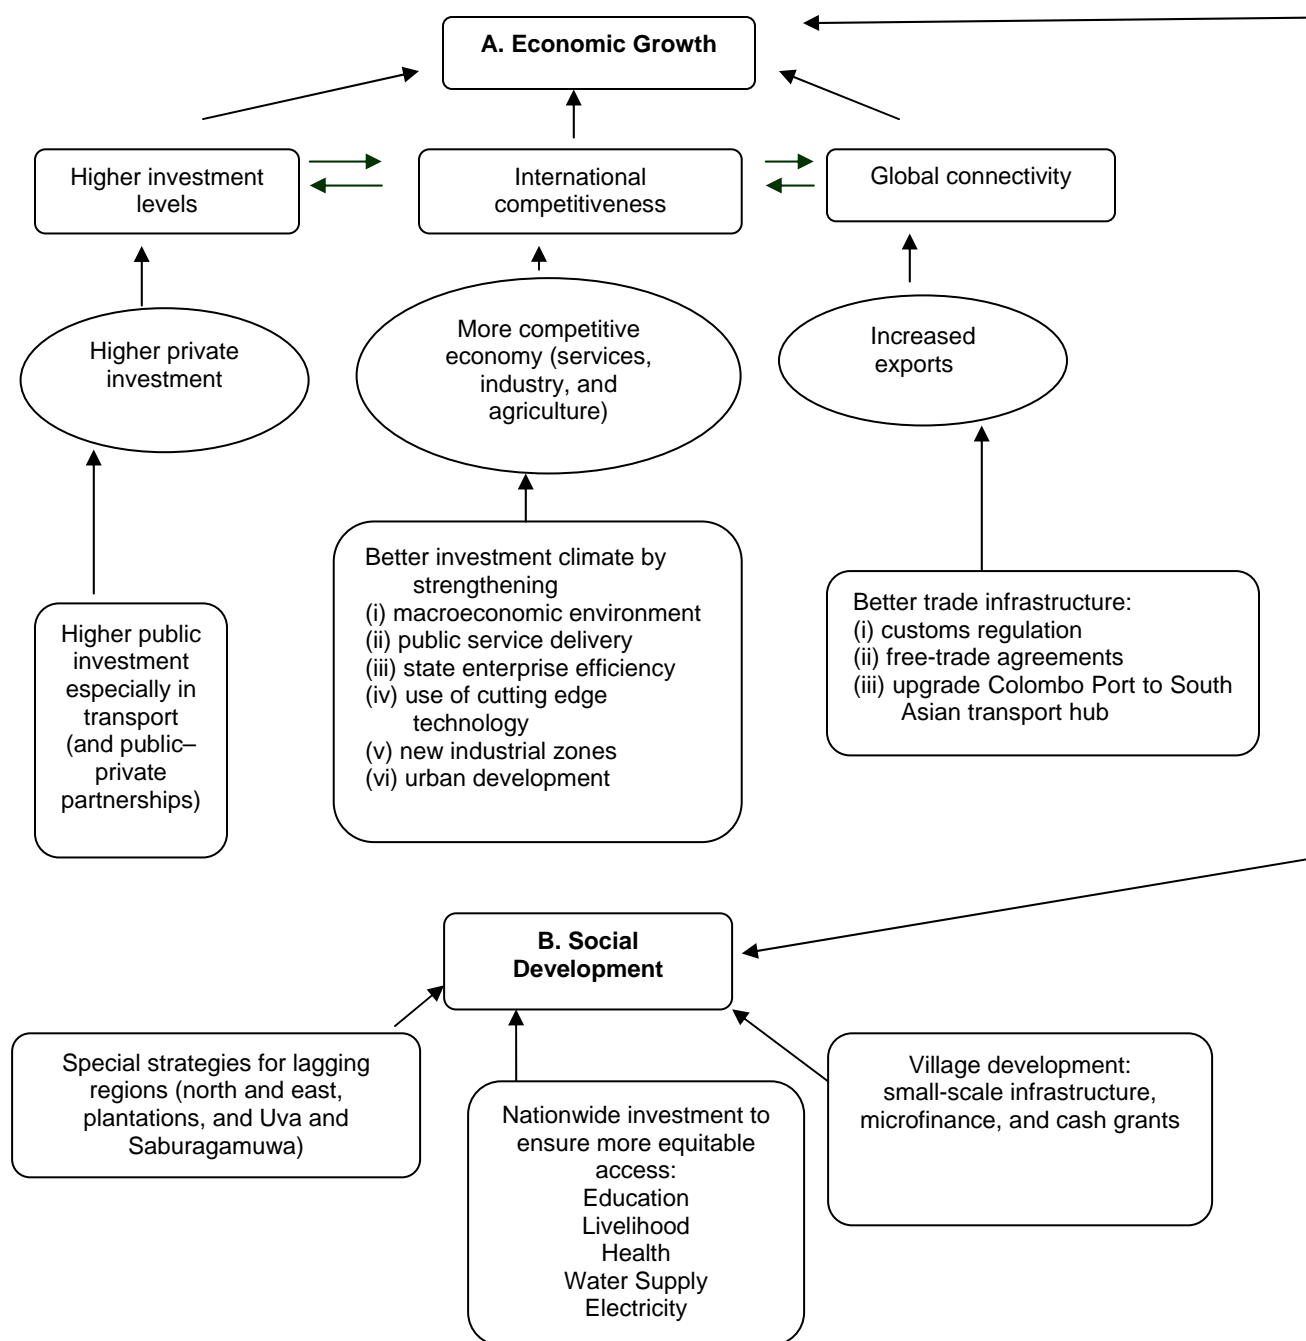 A. Economic Growth
Higher investment
levels
International
competitiveness
Global connectivity
Higher private
investment
More competitive
economy (services,
industry, and
agriculture)
Increased
exports
Higher public
investment
especially in
transport
(and public–
private
partnerships)
Better investment climate by
strengthening
(i) macroeconomic environment
(ii) public service delivery
(iii) state enterprise efficiency
(iv) use of cutting edge
technology
(v) new industrial zones
(vi) urban development
Better trade infrastructure:
(i) customs regulation
(ii) free-trade agreements
(iii) upgrade Colombo Port to South
Asian transport hub
B. Social
Development
Special strategies for lagging
regions (north and east,
plantations, and Uva and
Saburagamuwa)
Nationwide investment to
ensure more equitable
access:
Education
Livelihood
Health
Water Supply
Electricity
Village development:
small-scale infrastructure,
microfinance, and cash grants